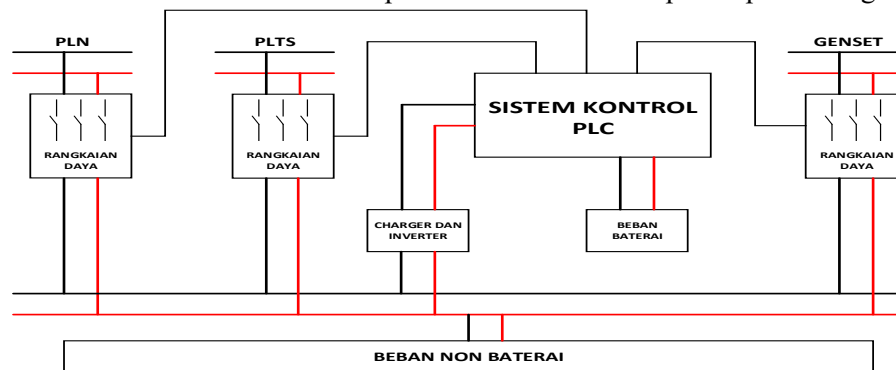 PLN
PLTS
GENSET
SISTEM KONTROL
PLC
RANGKAIAN
DAYA
RANGKAIAN
DAYA
RANGKAIAN
DAYA
CHARGER DAN
INVERTER
BEBAN
BATERAI
BEBAN NON BATERAI